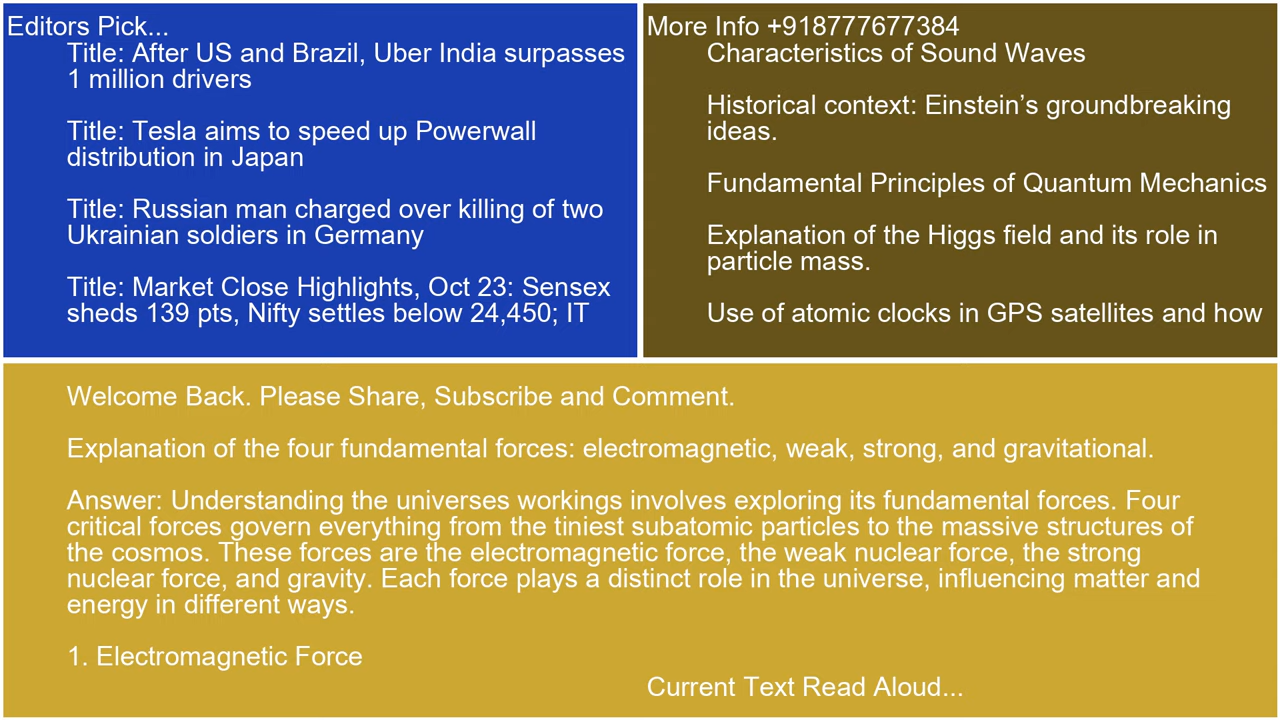 Editors Pick...
Title: After US and Brazil, Uber India surpasses
1 million drivers
Title: Tesla aims to speed up Powerwall
distribution in Japan
Title: Russian man charged over killing of two
Ukrainian soldiers in Germany
Title: Market Close Highlights, Oct 23: Sensex
sheds 139 pts, Nifty settles below 24,450; IT
More Info +918777677384
Characteristics of Sound Waves
Historical context: Einstein’s groundbreaking
ideas.
Fundamental Principles of Quantum Mechanics
Explanation of the Higgs field and its role in
particle mass.
Use of atomic clocks in GPS satellites and how
Welcome Back. Please Share, Subscribe and Comment.
Explanation of the four fundamental forces: electromagnetic, weak, strong, and gravitational.
Answer: Understanding the universes workings involves exploring its fundamental forces. Four
critical forces govern everything from the tiniest subatomic particles to the massive structures of
the cosmos. These forces are the electromagnetic force, the weak nuclear force, the strong
nuclear force, and gravity. Each force plays a distinct role in the universe, influencing matter and
energy in different ways.
1. Electromagnetic Force
Current Text Read Aloud...